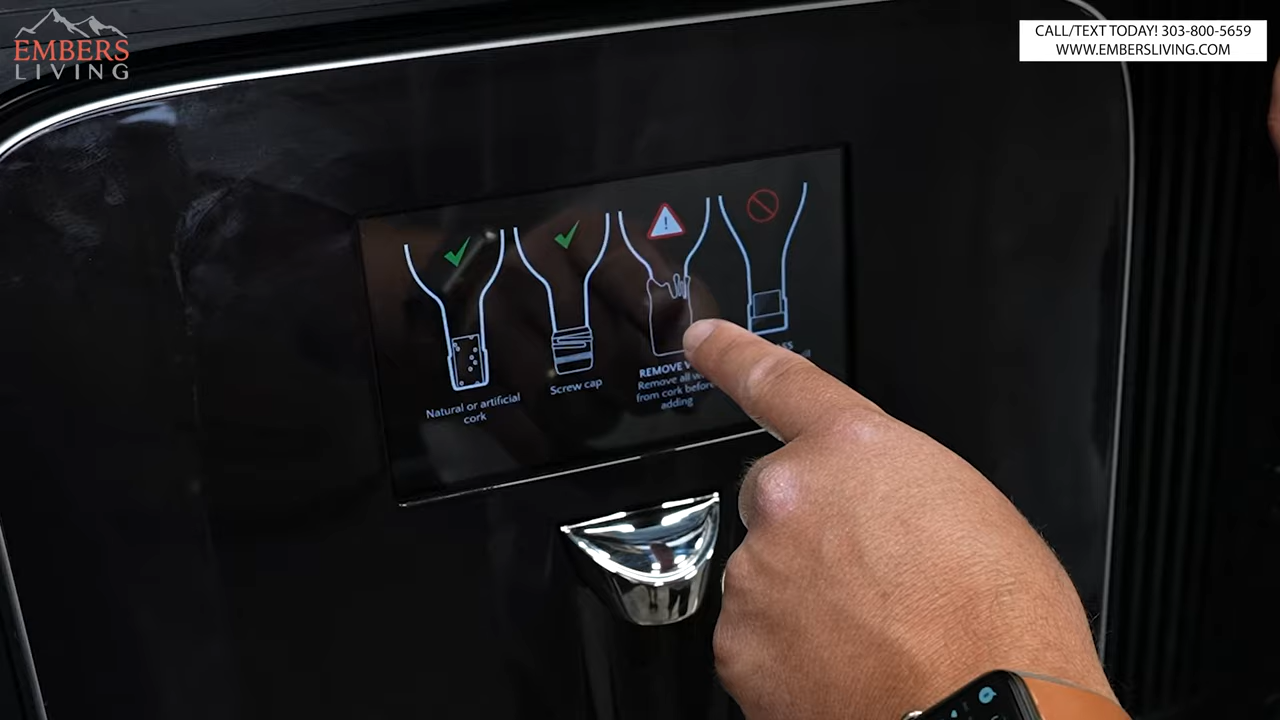 EMBERS
LIVING
CALL/TEXT TODAY! 303-800-5659
WWW.EMBERSLIVING.COM
Natural or artificial
cork
Screw cap
REMOVE
Remove all
from cork before
adding